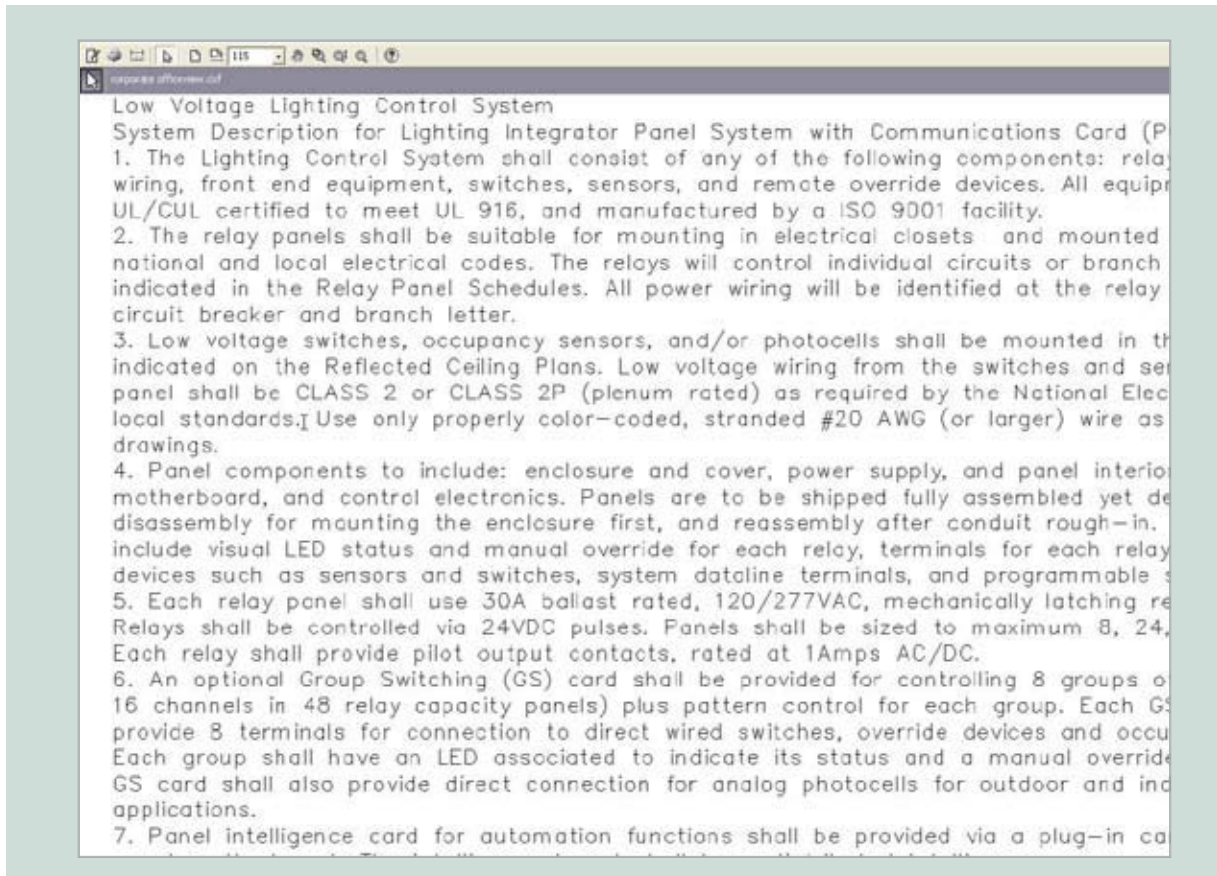 115
Low Voltage Lighting Control System
System Description for Lighting Integrator Panel System with Communications Card (P
1. The Lighting Control System shall consist of any of the following components: rela
wiring, front end equipment, switches, sensors, and remote override devices. All equip
UL/CUL certified to meet UL 916, and manufactured by a ISO 9001 facility.
2. The relay panels shall be suitable for mounting in electrical closets and mounted
national and local electrical codes. The relays will control individual circuits or branch
indicated in the Relay Panel Schedules. All power wiring will be identified at the relay
circuit breaker and branch letter.
3. Low voltage switches, occupancy sensors, and/or photocells shall be mounted in th
indicated on the Reflected Ceiling Plans. Low voltage wiring from the switches and se
panel shall be CLASS 2 or CLASS 2P (plenum rated) as required by the National Elec
local standards. Use only properly color-coded, stranded #20 AWG (or larger) wire as
drawings.
4. Panel components to include: enclosure and cover, power supply, and panel interio
motherboard, and control electronics. Panels are to be shipped fully assembled yet de
disassembly for mounting the enclosure first, and reassembly after conduit rough-in.
include visual LED status and manual override for each relay, terminals for each relay
devices such as sensors and switches, system dataline terminals, and programmable s
5. Each relay panel shall use 30A ballast rated, 120/277VAC, mechanically latching re
Relays shall be controlled via 24VDC pulses. Panels shall be sized to maximum 8, 24,
Each relay shall provide pilot output contacts, rated at 1Amps AC/DC.
6. An optional Group Switching (GS) card shall be provided for controlling 8 groups o
16 channels in 48 relay capacity panels) plus pattern control for each group. Each GS
provide 8 terminals for connection to direct wired switches, override devices and occu
Each group shall have an LED associated to indicate its status and a manual override
GS card shall also provide direct connection for analog photocells for outdoor and ind
applications.
7. Panel intelligence card for automation functions shall be provided via a plug-in ca